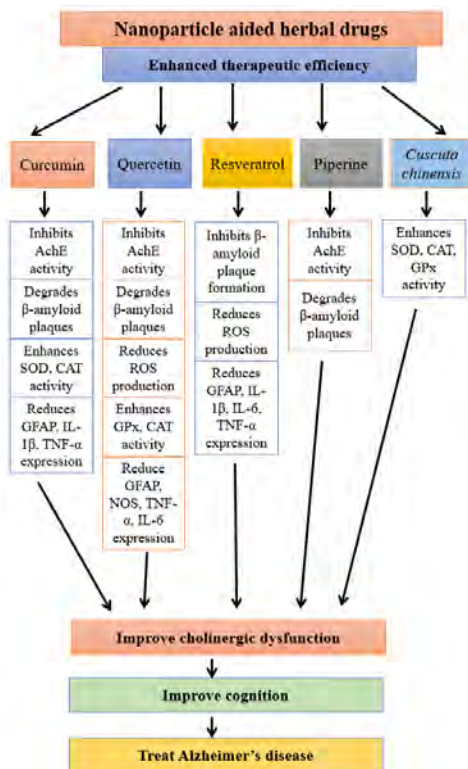 Nanoparticle aided herbal drugs
Enhanced therapeutic efficiency
Curcumin
Quercetin
Resveratrol
Piperine
Cuscuta
chinensis
Inhibits
AchE
activity
Degrades
β-amyloid
plaques
Enhances
SOD, CAT
activity
Reduces
GFAP, IL-
1β, TNF-α
expression
Inhibits
AchE
activity
Degrades
β-amyloid
plaques
Reduces
ROS
production
Enhances
GPx, CAT
activity
Reduce
GFAP,
NOS, TNF-
α, IL-6
expression
Inhibits β-
amyloid
plaque
formation
Reduces
ROS
production
Reduces
GFAP, IL-
1β, IL-6,
TNF-α
expression
Inhibits
AchE
activity
Degrades
β-amyloid
plaques
Enhances
SOD, CAT,
GPx
activity
Improve cholinergic dysfunction
Improve cognition
Treat Alzheimer's disease